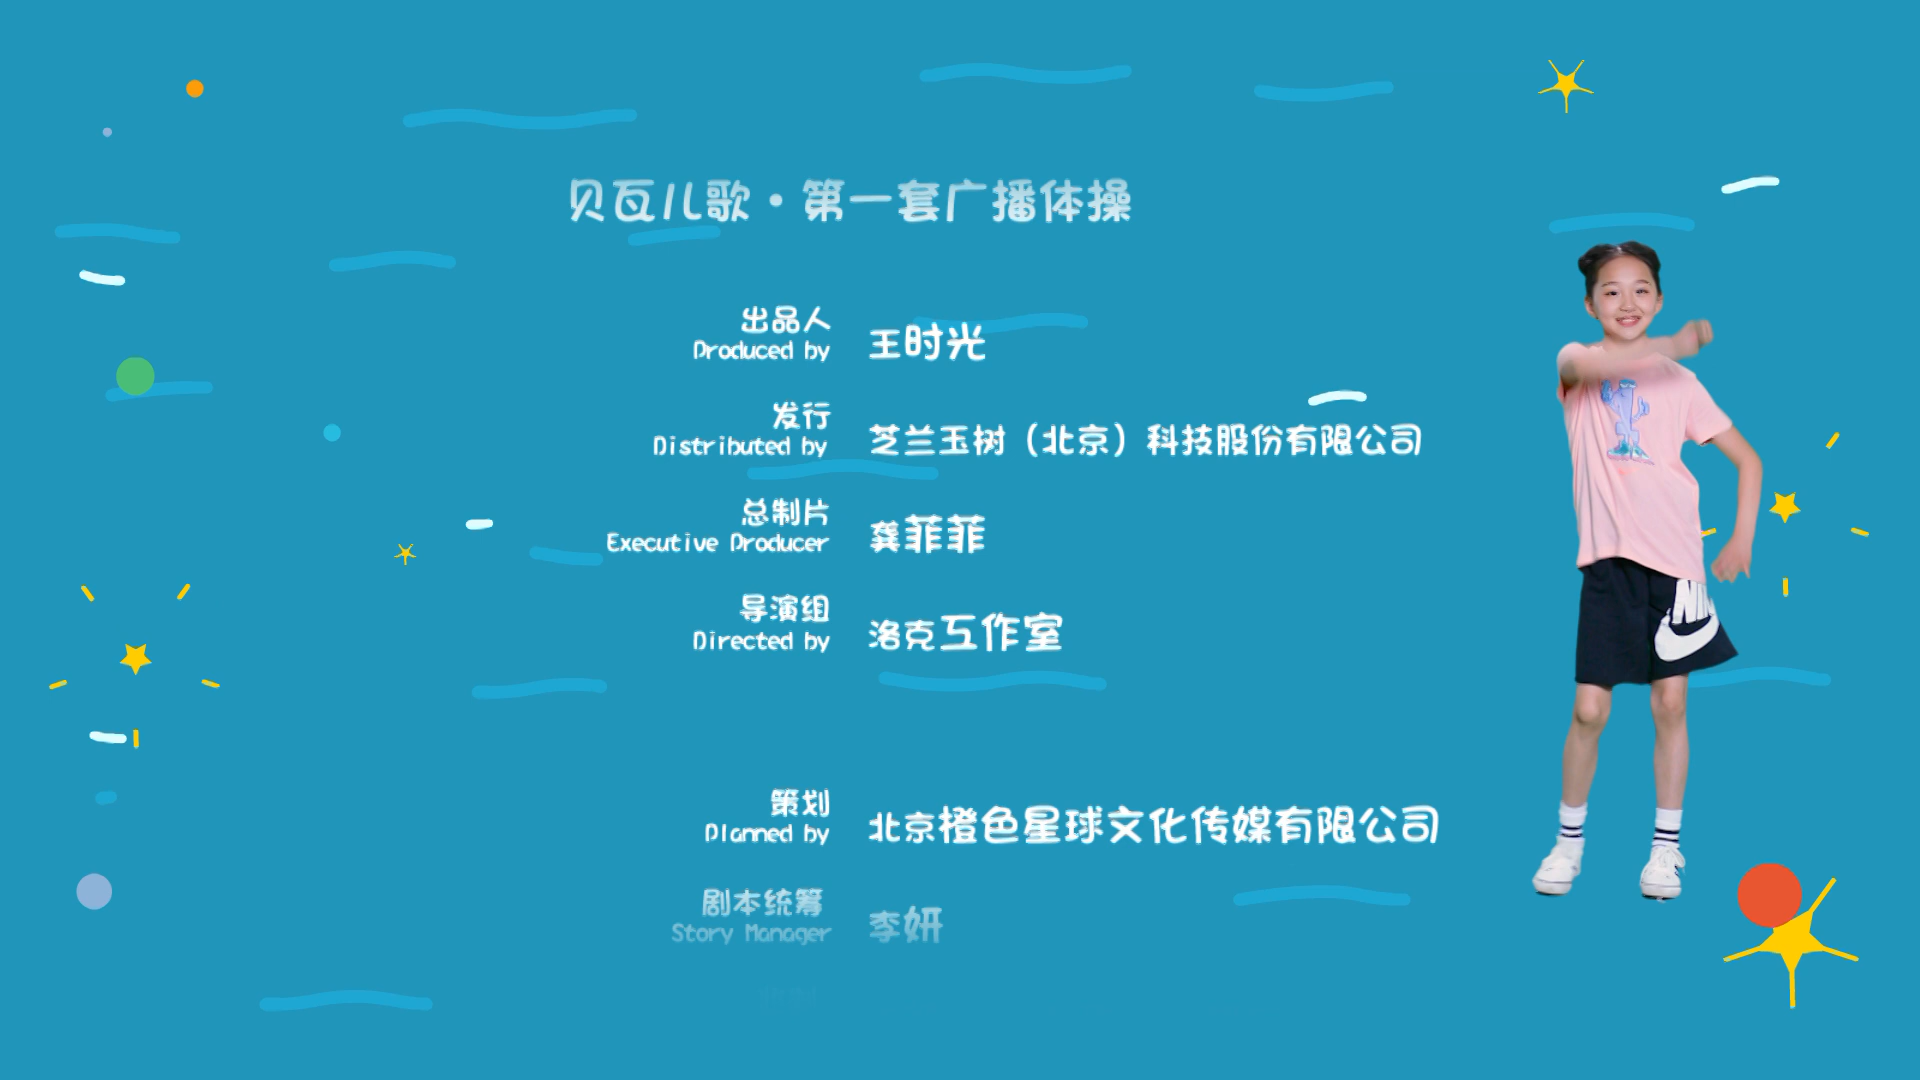 贝瓦儿歌·第一套广播体操
出品人
Produced by
王时光
发行
Distributed by
芝兰玉树（北京）科技股份有限公司
总制片
Executive Producer
龚菲菲
导演组
Directed by
洛克工作室
策划
Planned by
北京橙色星球文化传媒有限公司
剧本统筹
Story Manager
李妍